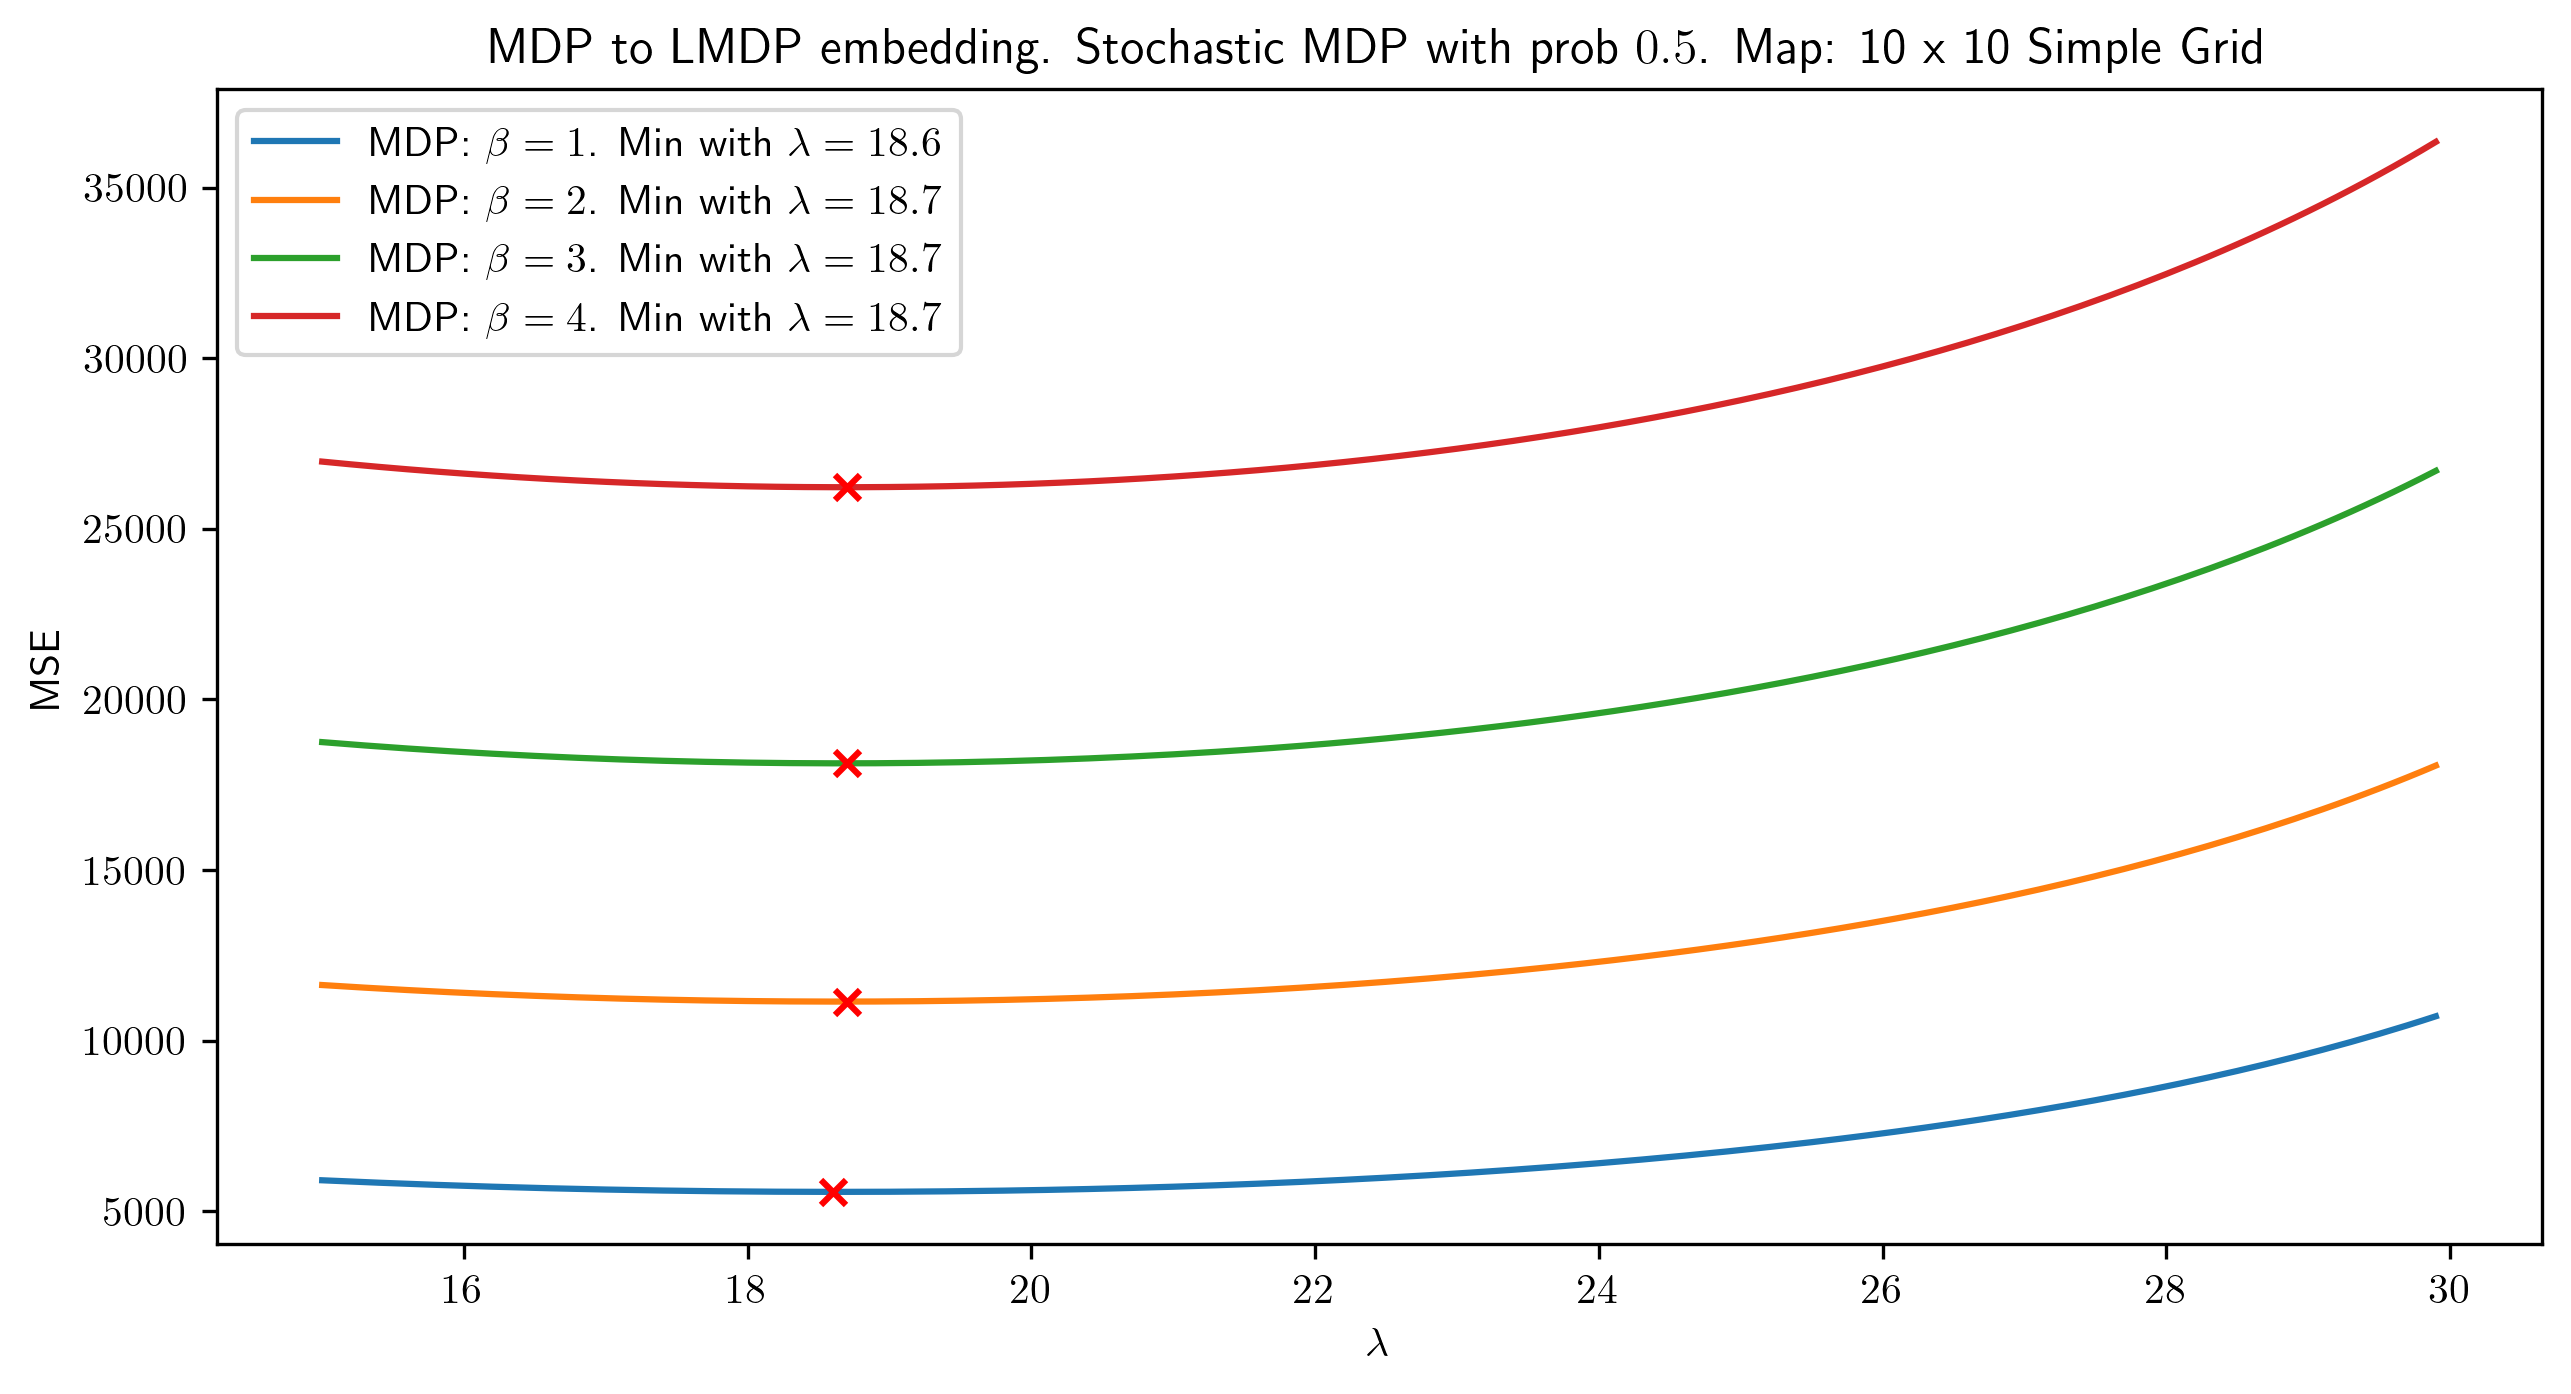 MDP to LMDP embedding. Stochastic MDP with prob 0.5. Map: 10 x 10 Simple Grid
MDP: β = 1. Min with λ = 18.6
MDP: β = 2. Min with λ = 18.7
MDP: β = 3. Min with λ = 18.7
MDP: β = 4. Min with λ = 18.7
MSE
35000
30000
25000
20000
15000
10000
5000
16 18 20 22 24 26 28 30
λ